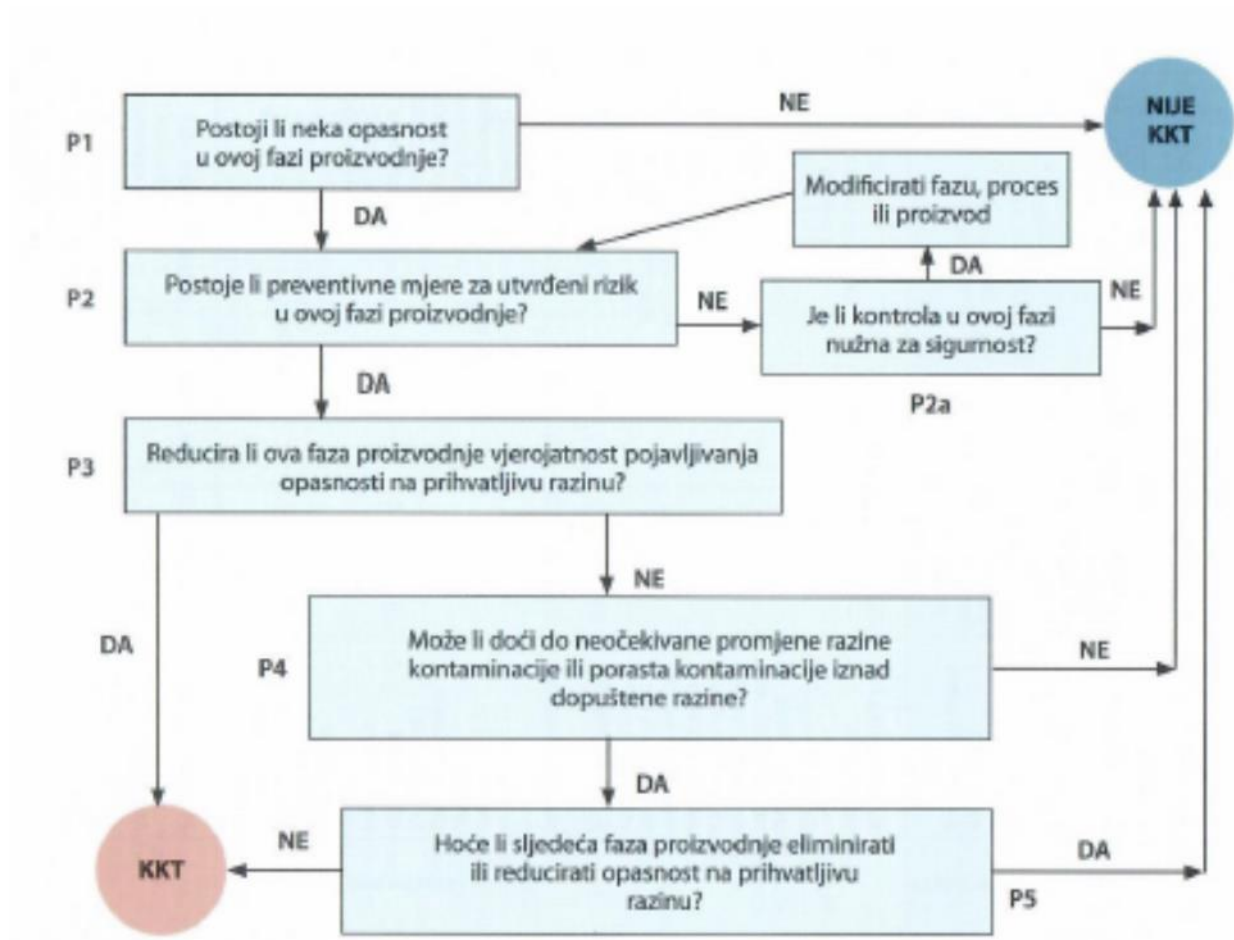 P1
Postoji li neka opasnost
u ovoj fazi proizvodnje?
NE
NIJE
KKT
DA
Modificirati fazu, proces
ili proizvod
P2
Postoje li preventivne mjere za utvrđeni rizik
u ovoj fazi proizvodnje?
NE
DA
Je li kontrola u ovoj fazi
nužna za sigurnost?
NE
P2a
DA
P3
Reducira li ova faza proizvodnje vjerojatnost pojavljivanja
opasnosti na prihvatljivu razinu?
DA
NE
P4
Može li doći do neočekivane promjene razine
kontaminacije ili porasta kontaminacije iznad
dopuštene razine?
NE
DA
KKT
NE
Hoće li sljedeća faza proizvodnje eliminirati
ili reducirati opasnost na prihvatljivu
razinu?
DA
P5